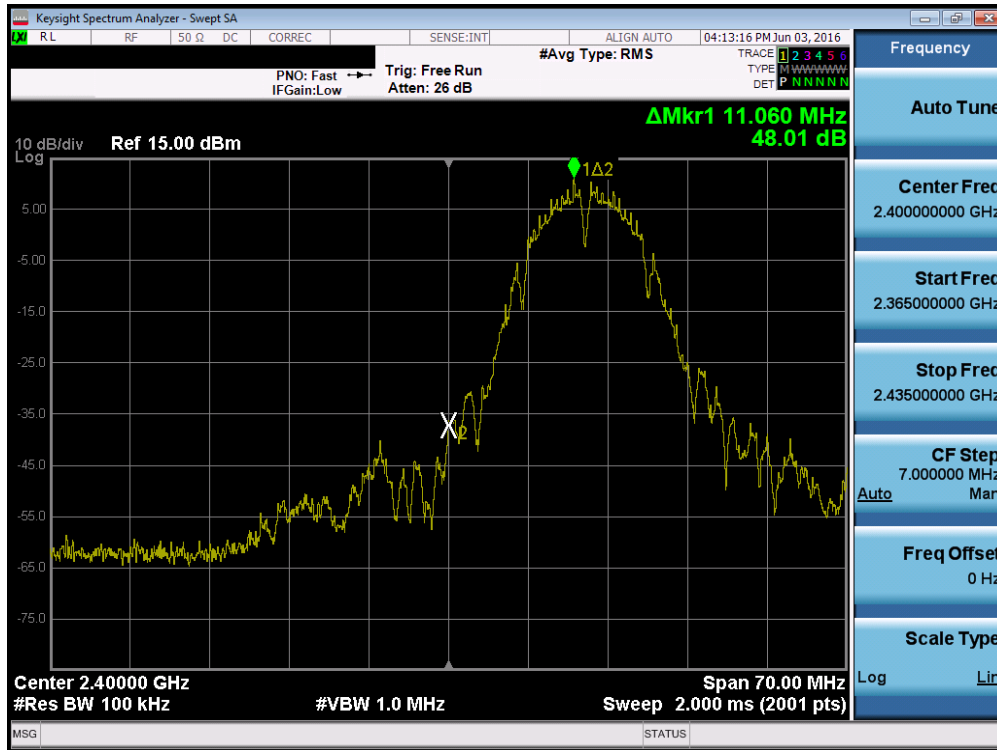 Keysight Spectrum Analyzer - Swept SA
LXI RL RF 50 Ω DC CORREC SENSE:INT ALIGN AUTO 04:13:16 PM Jun 03, 2016
PNO: Fast Trig: Free Run #Avg Type: RMS TRACE 1 2 3 4 5 6
IFGain:Low Atten: 26 dB TYPE M WWWWW
DET P N N N N N
ΔMkr1 11.060 MHz
48.01 dB
10 dB/div Ref 15.00 dBm
Log
1Δ2
5.00
-5.00
-15.0
-25.0
-35.0
X2
-45.0
-55.0
-65.0
-75.0
Center 2.40000 GHz Span 70.00 MHz
#Res BW 100 kHz #VBW 1.0 MHz Sweep 2.000 ms (2001 pts)
MSG STATUS
Frequency
Auto Tune
Center Freq
2.400000000 GHz
Start Freq
2.365000000 GHz
Stop Freq
2.435000000 GHz
CF Step
7.000000 MHz
Auto Man
Freq Offset
0 Hz
Scale Type
Log Lin